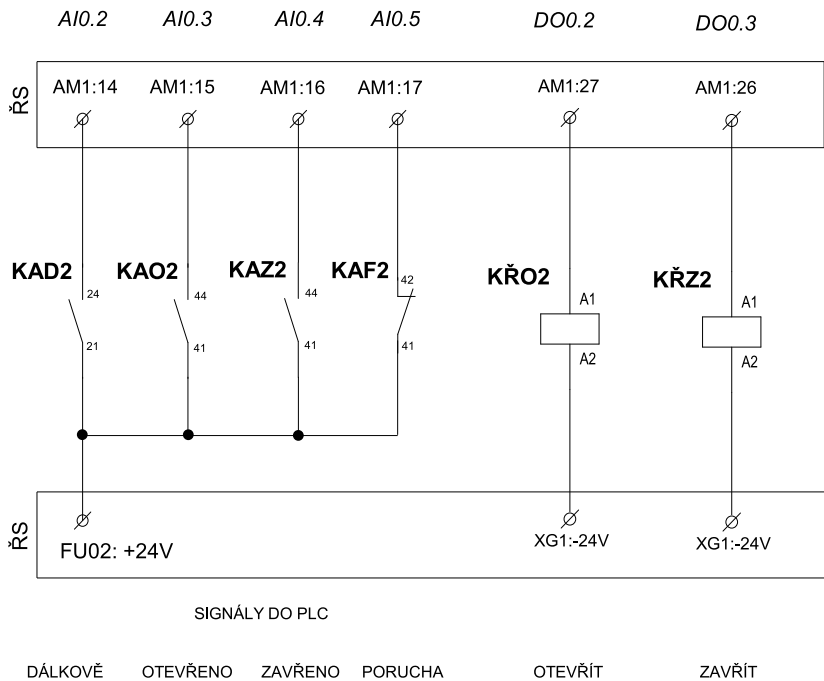 AI0.2 AI0.3 AI0.4 AI0.5 DO0.2 DO0.3
ŘS
AM1:14 AM1:15 AM1:16 AM1:17 AM1:27 AM1:26
KAD2 KAO2 KAZ2 KAF2 KŘO2 KŘZ2
24 44 44 42 A1 A1
21 41 41 41 A2 A2
ŘS
FU02: +24V XG1:-24V XG1:-24V
SIGNÁLY DO PLC
DÁLKOVĚ OTEVŘENO ZAVŘENO PORUCHA OTEVŘÍT ZAVŘÍT